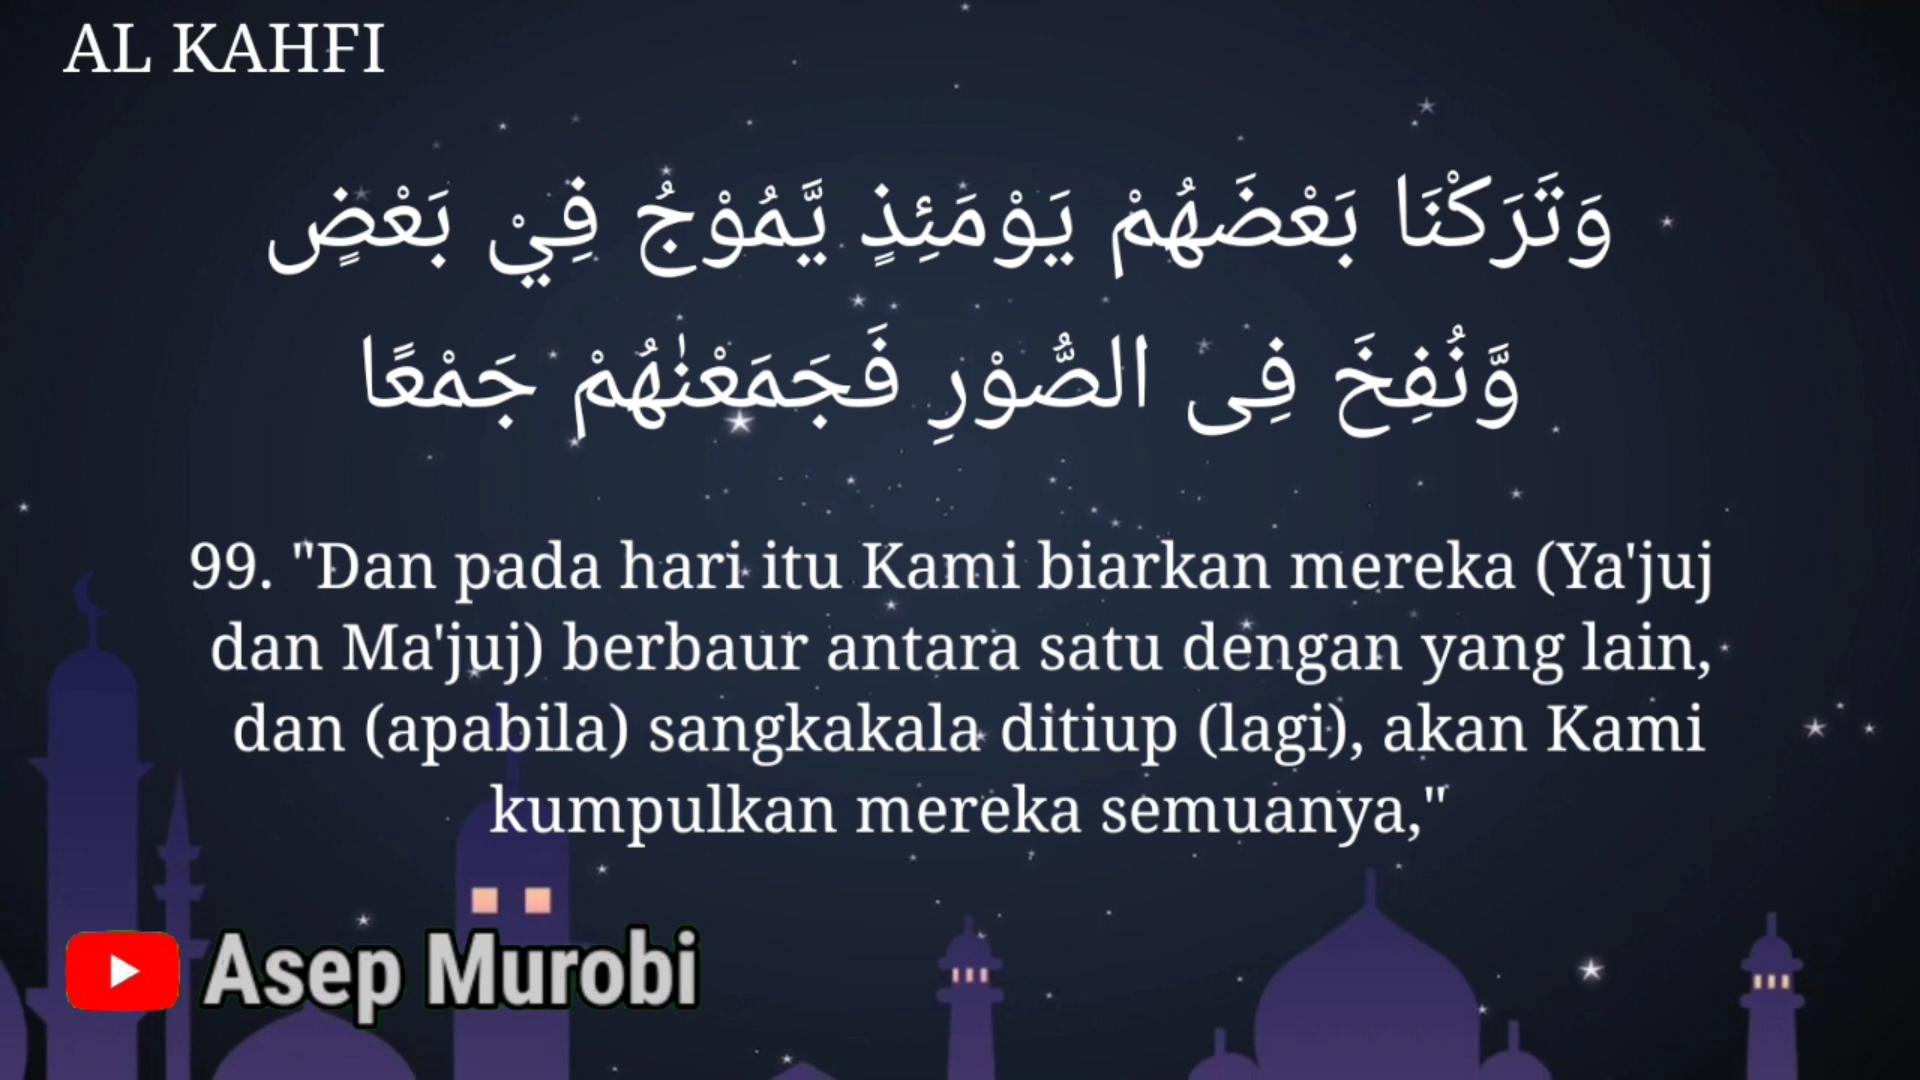 AL KAHFI
وَتَرَكْنَا بَعْضَهُمْ يَوْمَئِذٍ يَّمُوْجُ فِيْ بَعْضٍ
وَّنُفِخَ فِى الصُّوْرِ فَجَمَعْنٰهُمْ جَمْعًا
99. "Dan pada hari itu Kami biarkan mereka (Ya'juj
dan Ma'juj) berbaur antara satu dengan yang lain,
dan (apabila) sangkakala ditiup (lagi), akan Kami
kumpulkan mereka semuanya,"
Asep Murobi